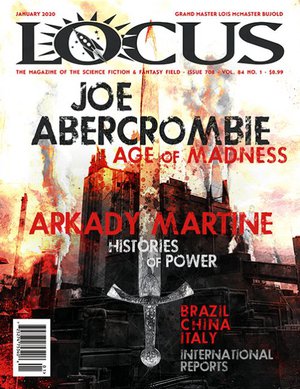 JANUARY 2020
GRAND MASTER LOIS MCMASTER BUJOLD
LOCUS
THE MAGAZINE OF THE SCIENCE FICTION & FANTASY FIELD - ISSUE 708 - VOL. 84 NO. 1 - $8.99
JOE
ABERCROMBIE
AGE OF MADNESS
ARKADY MARTINE
HISTORIES
OF POWER
BRAZIL
CHINA
ITALY
INTERNATIONAL
REPORTS